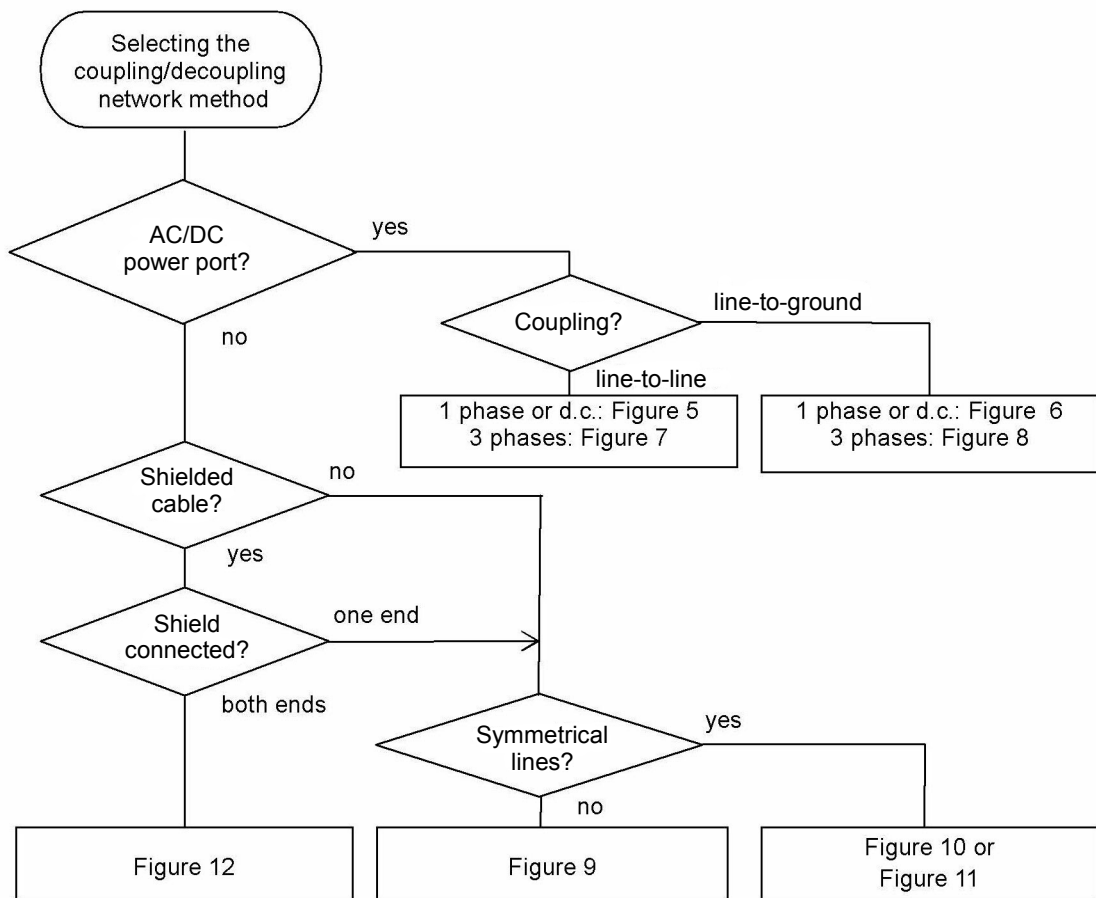 Selecting the
coupling/decoupling
network method
AC/DC
power port?
yes
no
Coupling?
line-to-ground
line-to-line
1 phase or d.c.: Figure 5
3 phases: Figure 7
1 phase or d.c.: Figure 6
3 phases: Figure 8
Shielded
cable?
no
yes
Shield
connected?
one end
both ends
Symmetrical
lines?
yes
no
Figure 12
Figure 9
Figure 10 or
Figure 11